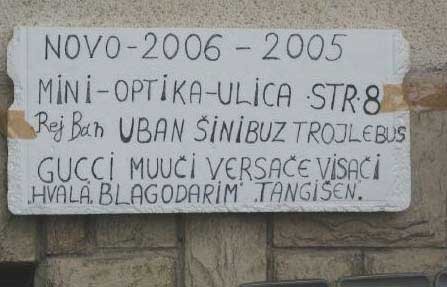 NOVO-2006-2005
MINI-OPTIKA-ULICA·STR·8
Rej Ban UBAN ŠINIBUZ TROJLEBUS
GUCCI MUUČI VERSAČE VISAČI
„HVALA. BLAGODARIM" .TANGIŠEN.